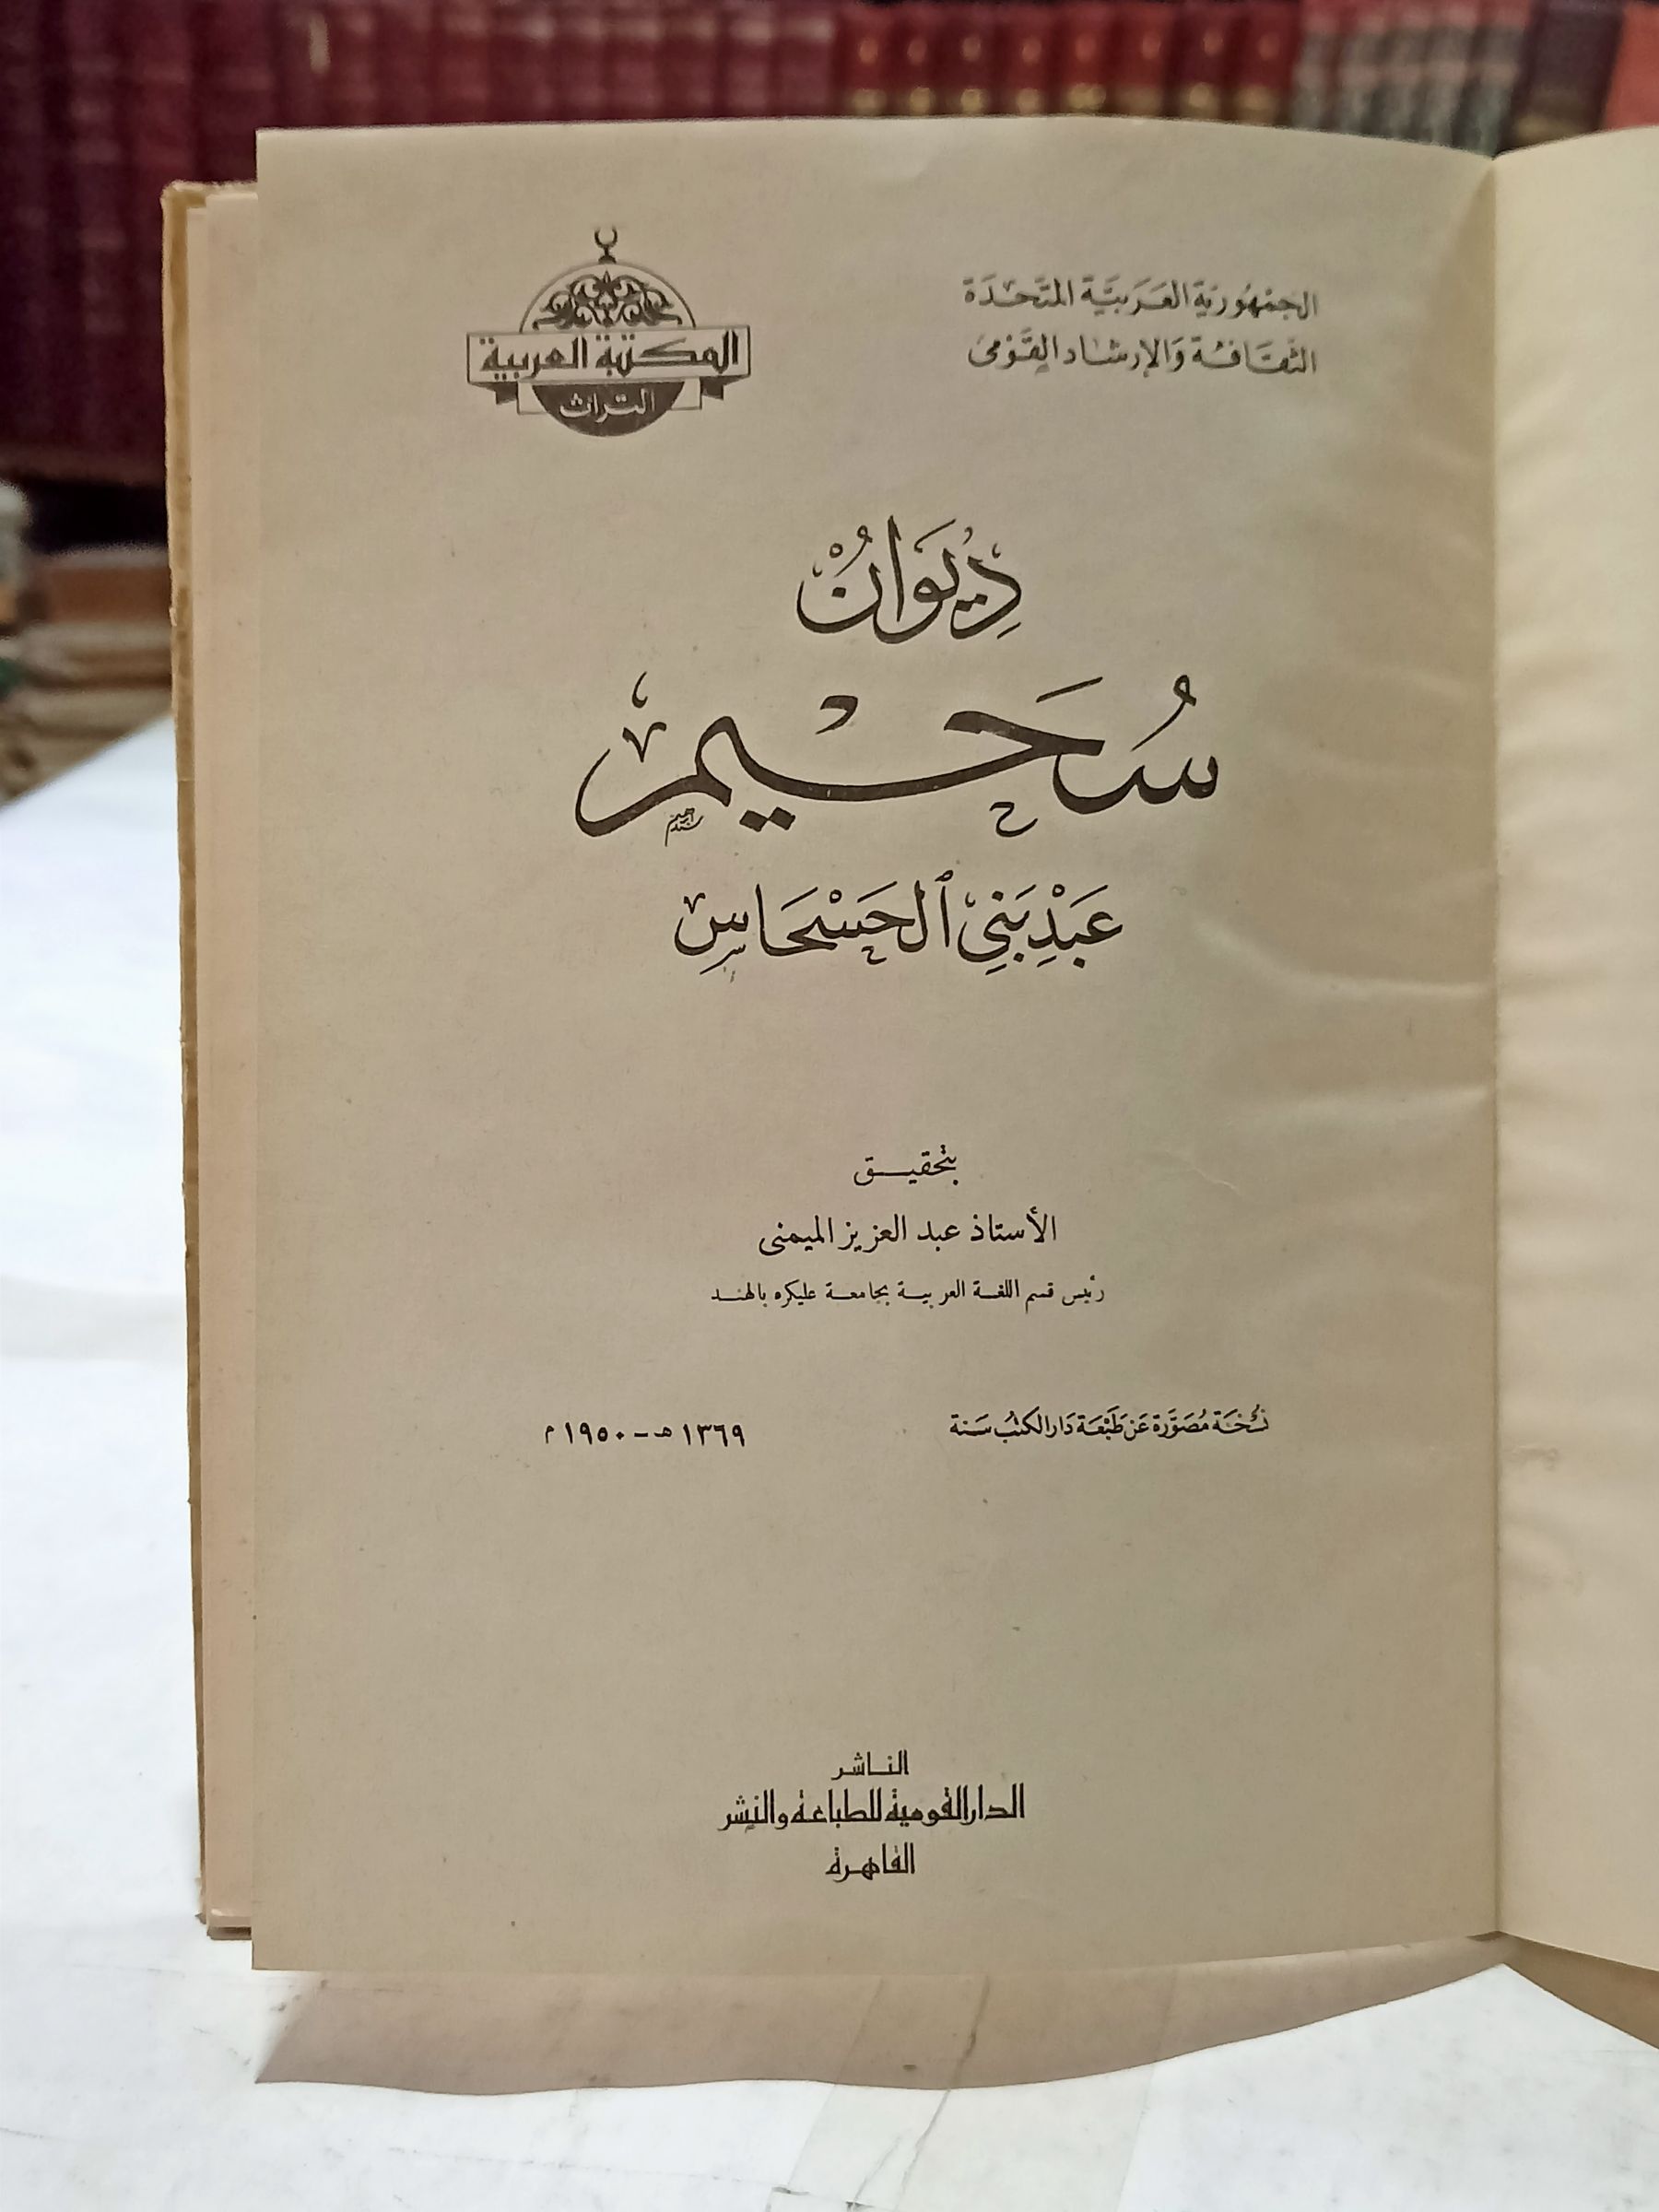 الجمهورية العربية المتحدة
الثقافة والإرشاد القومى
المكتبة العربية
التراث
ديوان
سحيم
عبد بني الحسحاس
بتحقيق
الأستاذ عبد العزيز الميمنى
رئيس قسم اللغة العربية بجامعة عليكره بالهند
نسخة مصورة عن طبعة دار الكتب سنة ١٣٦٩ هـ - ١٩٥٠ م
الناشر
الدار القومية للطباعة والنشر
القاهرة